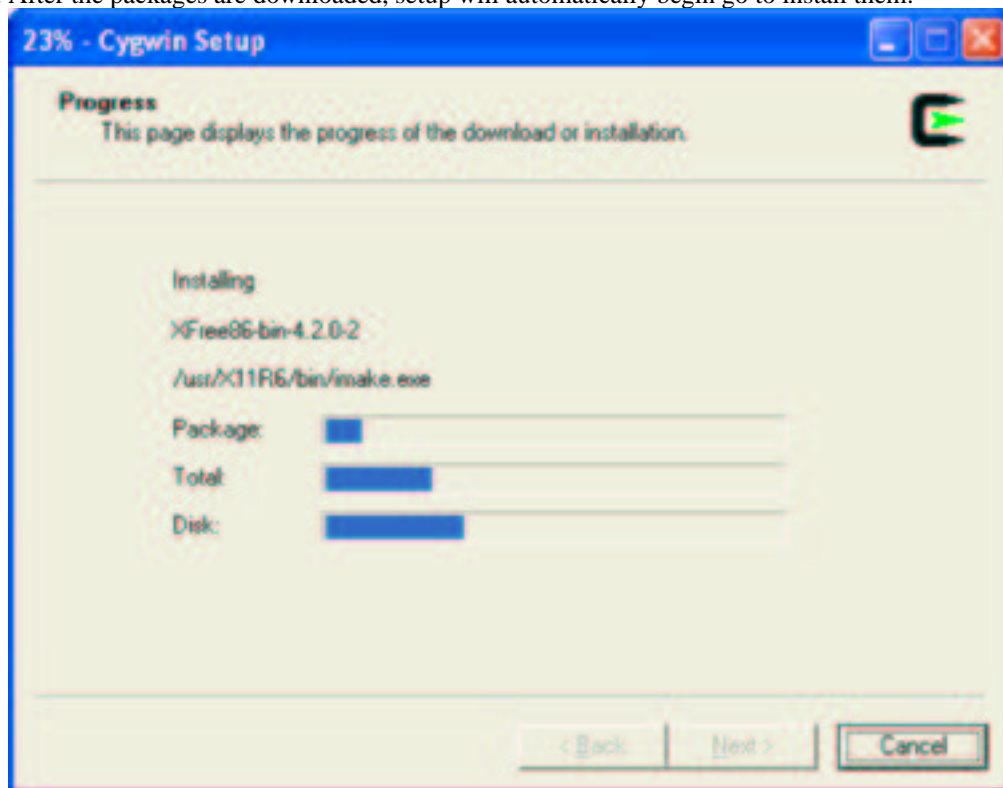 After the packages are downloaded, setup will automatically begin go to install them.
23% - Cygwin Setup
Progress
This page displays the progress of the download or installation.
Installing
XFree86-bin-4.2.0-2
/usr/X11R6/bin/imake.exe
Package:
Total:
Disk:
< Back
Next >
Cancel